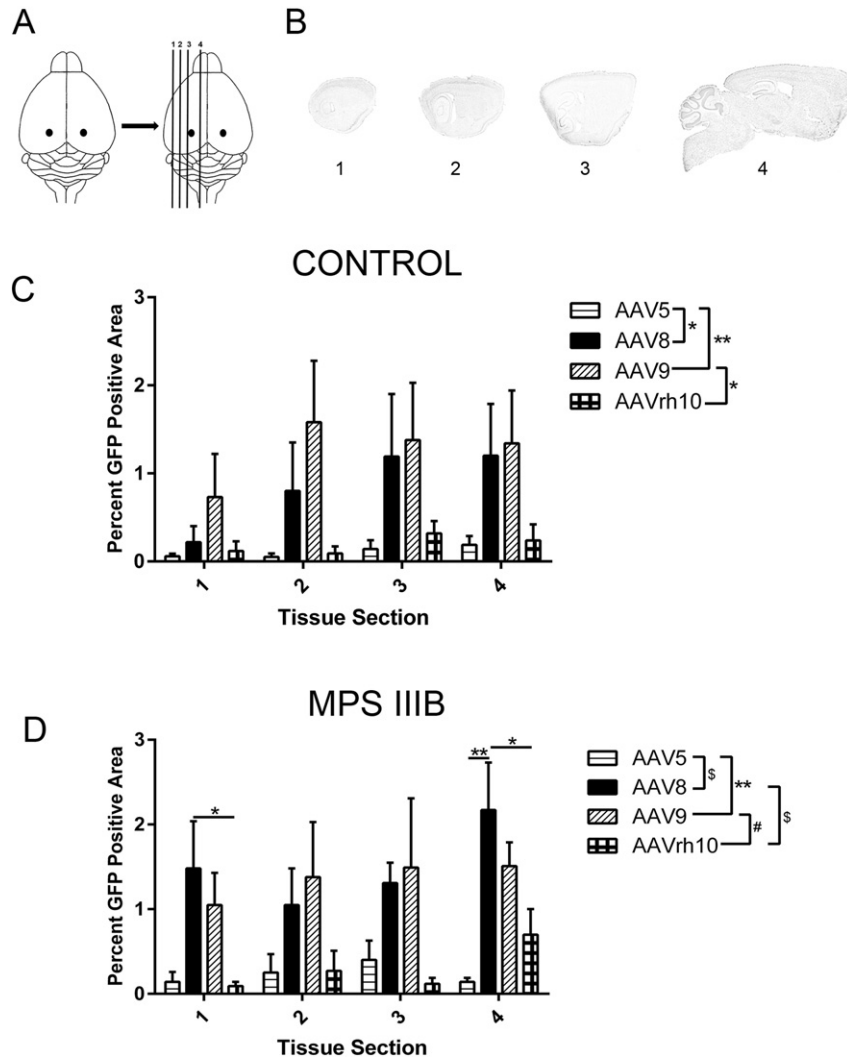 A
1 2 3 4
B
1 2 3 4
CONTROL
C
Percent GFP Positive Area
3
2
1
0
1 2 3 4
Tissue Section
AAV5
AAV8
AAV9
AAVrh10
*
**
*
MPS IIIB
D
Percent GFP Positive Area
3
2
1
0
*
** *
1 2 3 4
Tissue Section
AAV5
AAV8
AAV9
AAVrh10
$
**
#
$